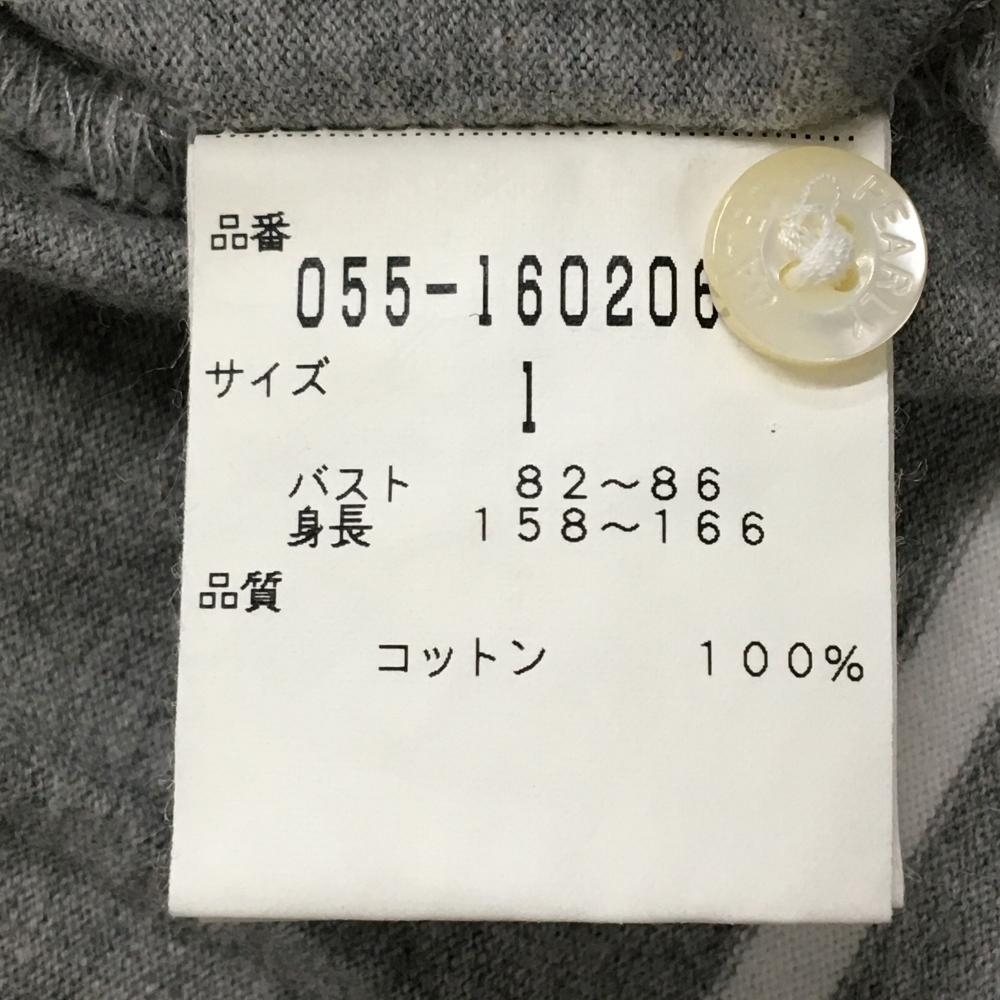 品番
055-160206
サイズ
1
バスト 82～86
身長 158～166
品質
コットン 100%
PEARLY